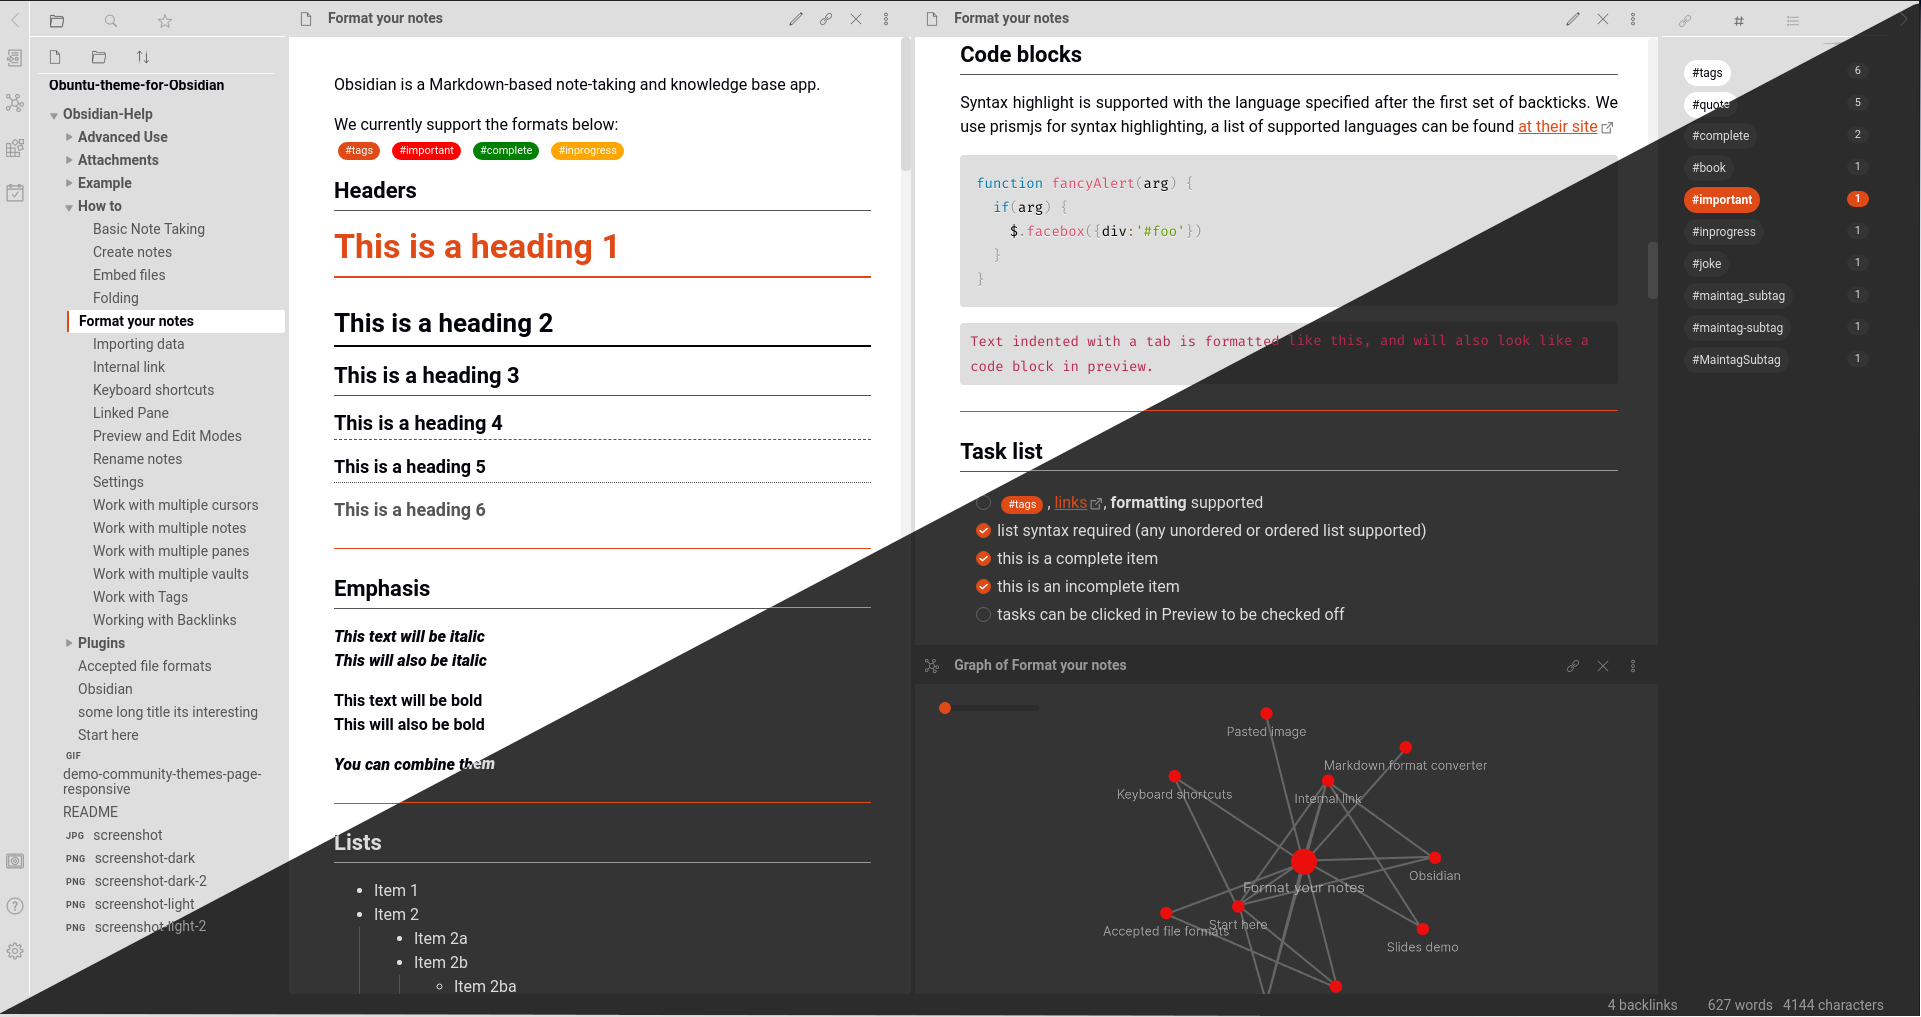 Obuntu-theme-for-Obsidian
Obsidian-Help
Advanced Use
Attachments
Example
How to
Basic Note Taking
Create notes
Embed files
Folding
Format your notes
Importing data
Internal link
Keyboard shortcuts
Linked Pane
Preview and Edit Modes
Rename notes
Settings
Work with multiple cursors
Work with multiple notes
Work with multiple panes
Work with multiple vaults
Work with Tags
Working with Backlinks
Plugins
Accepted file formats
Obsidian
some long title its interesting
Start here
GIF
demo-community-themes-page-
responsive
README
JPG screenshot
PNG screenshot-dark
PNG screenshot-dark-2
PNG screenshot-light
PNG screenshot-light-2
Format your notes
Obsidian is a Markdown-based note-taking and knowledge base app.
We currently support the formats below:
#tags #important #complete #inprogress
Headers
This is a heading 1
This is a heading 2
This is a heading 3
This is a heading 4
This is a heading 5
This is a heading 6
Emphasis
This text will be italic
This will also be italic
This text will be bold
This will also be bold
You can combine them
Lists
Item 1
Item 2
Item 2a
Item 2b
Item 2ba
Format your notes
Code blocks
Syntax highlight is supported with the language specified after the first set of backticks. We
use prismjs for syntax highlighting, a list of supported languages can be found at their site
function fancyAlert(arg) {
if(arg) {
$.facebox({div:'#foo'})
}
}
Text indented with a tab is formatted like this, and will also look like a
code block in preview.
Task list
#tags , links , formatting supported
list syntax required (any unordered or ordered list supported)
this is a complete item
this is an incomplete item
tasks can be clicked in Preview to be checked off
Graph of Format your notes
Pasted image
Markdown format converter
Keyboard shortcuts
Internal link
Obsidian
Format your notes
Start here
Accepted file formats
Slides demo
#tags 6
#quote 5
#complete 2
#book 1
#important 1
#inprogress 1
#joke 1
#maintag_subtag 1
#maintag-subtag 1
#MaintagSubtag 1
4 backlinks 627 words 4144 characters